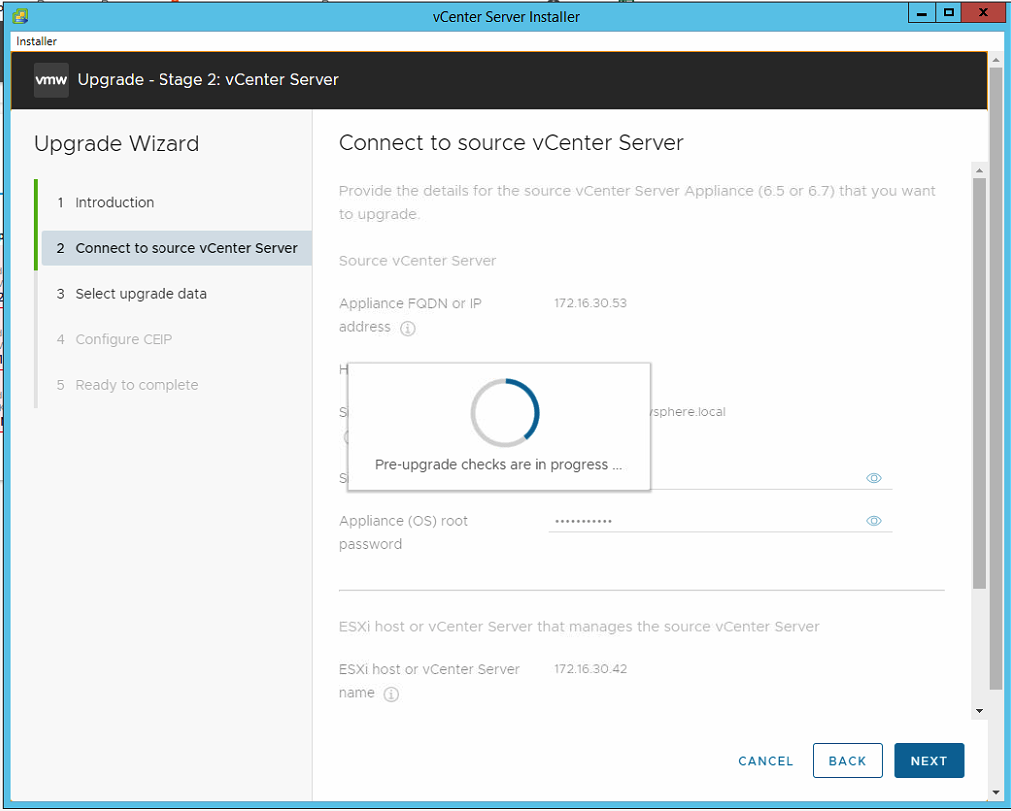 vCenter Server Installer
Installer
vmw Upgrade - Stage 2: vCenter Server
Upgrade Wizard
1 Introduction
2 Connect to source vCenter Server
3 Select upgrade data
4 Configure CEIP
5 Ready to complete
Connect to source vCenter Server
Provide the details for the source vCenter Server Appliance (6.5 or 6.7) that you want
to upgrade.
Source vCenter Server
Appliance FQDN or IP
address
172.16.30.53
H
S
vsphere.local
S
Pre-upgrade checks are in progress ...
Appliance (OS) root
password
•••••••••••
ESXi host or vCenter Server that manages the source vCenter Server
ESXi host or vCenter Server
name
172.16.30.42
CANCEL BACK NEXT